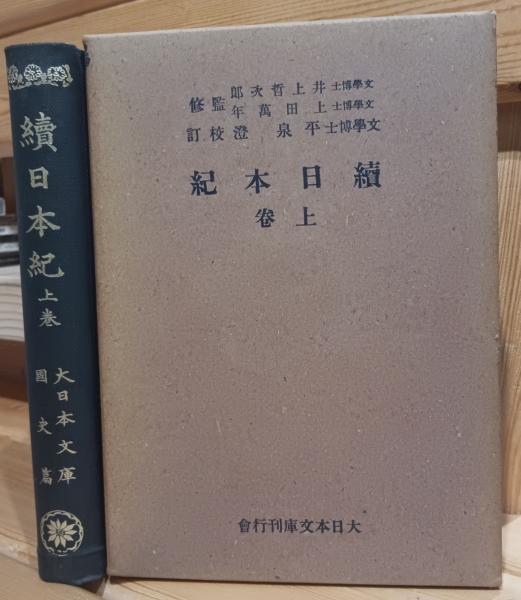 續日本紀 上卷
大日本文庫
國史篇
文學博士 井上哲次郎 監修
文學博士 上田萬年
文學博士 平泉澄 校訂
續日本紀
上卷
大日本文庫刊行會